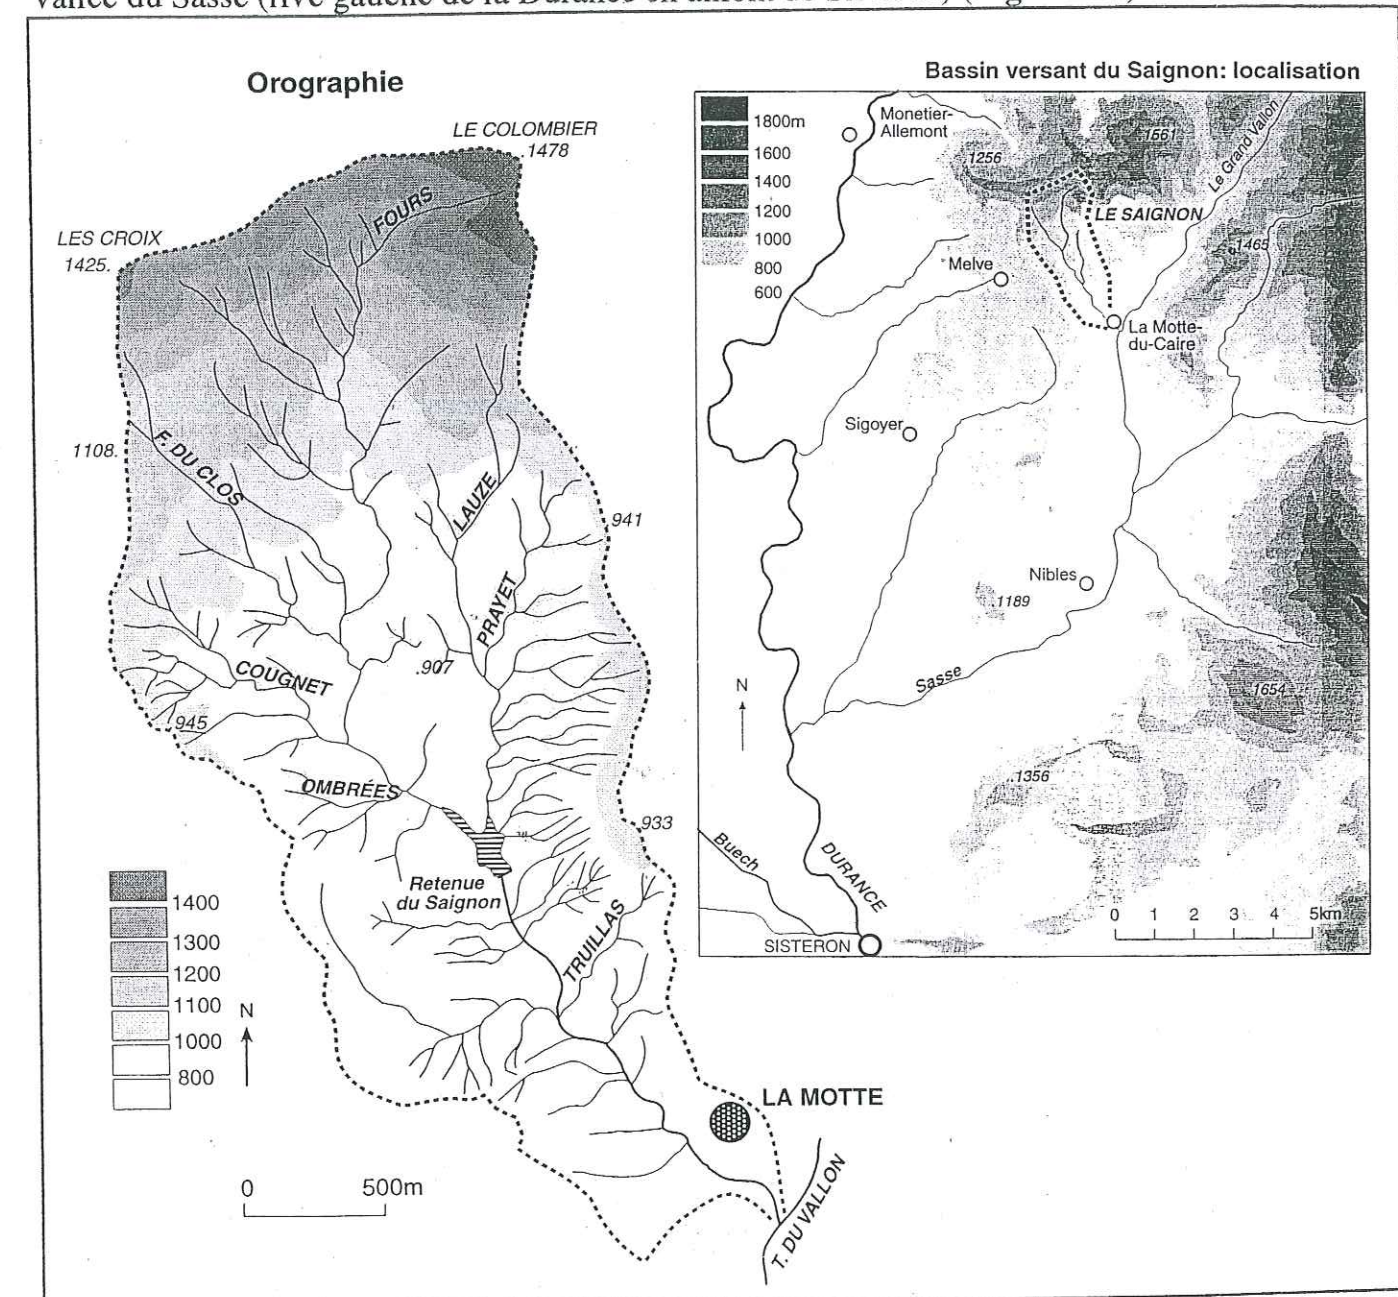 vallée du Sasse (rive gauche de la Durance en amont de
Orographie
LE COLOMBIER
.1478
LES CROIX
1425.
FOURS
1108.
F. DU CLOS
LAUZE
.941
PRAYET
.907
COUGNET
.945
OMBRÉES
.933
Retenue
du Saignon
TRUILLAS
1400
1300
1200
1100
1000
800
N
0 500m
LA MOTTE
T. DU VALLON
Bassin versant du Saignon: localisation
1800m
1600
1400
1200
1000
800
600
Monetier-
Allemont
1256
1661
Le Grand Vallon
LE SAIGNON
1465
Melve
La Motte-
du-Caire
Sigoyer
Nibles
.1189
Sasse
1654
N
.1356
Buech
DURANCE
0 1 2 3 4 5km
SISTERON